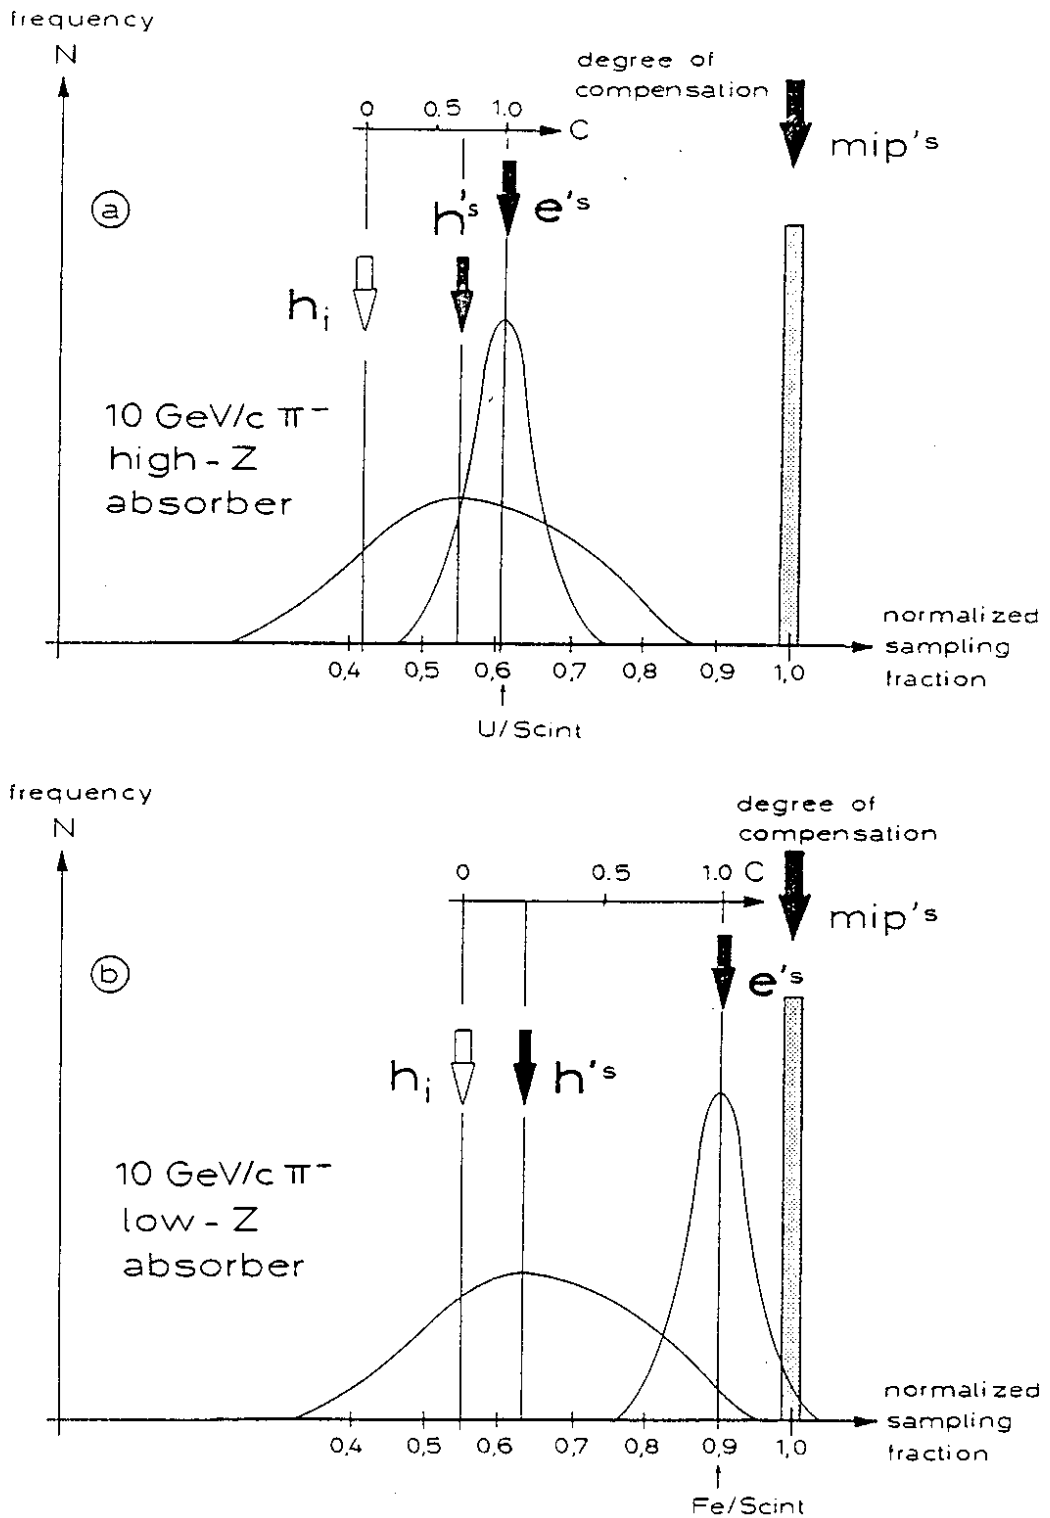 frequency
N
degree of
compensation
0 0.5 1.0
C
mip's
a
h's e's
hi
10 GeV/c π⁻
high-Z
absorber
normalized
sampling
fraction
0,4 0,5 0,6 0,7 0,8 0,9 1,0
U/Scint
frequency
N
degree of
compensation
0 0.5 1.0 C
mip's
b
e's
hi h's
10 GeV/c π⁻
low-Z
absorber
normalized
sampling
fraction
0,4 0,5 0,6 0,7 0,8 0,9 1,0
Fe/Scint